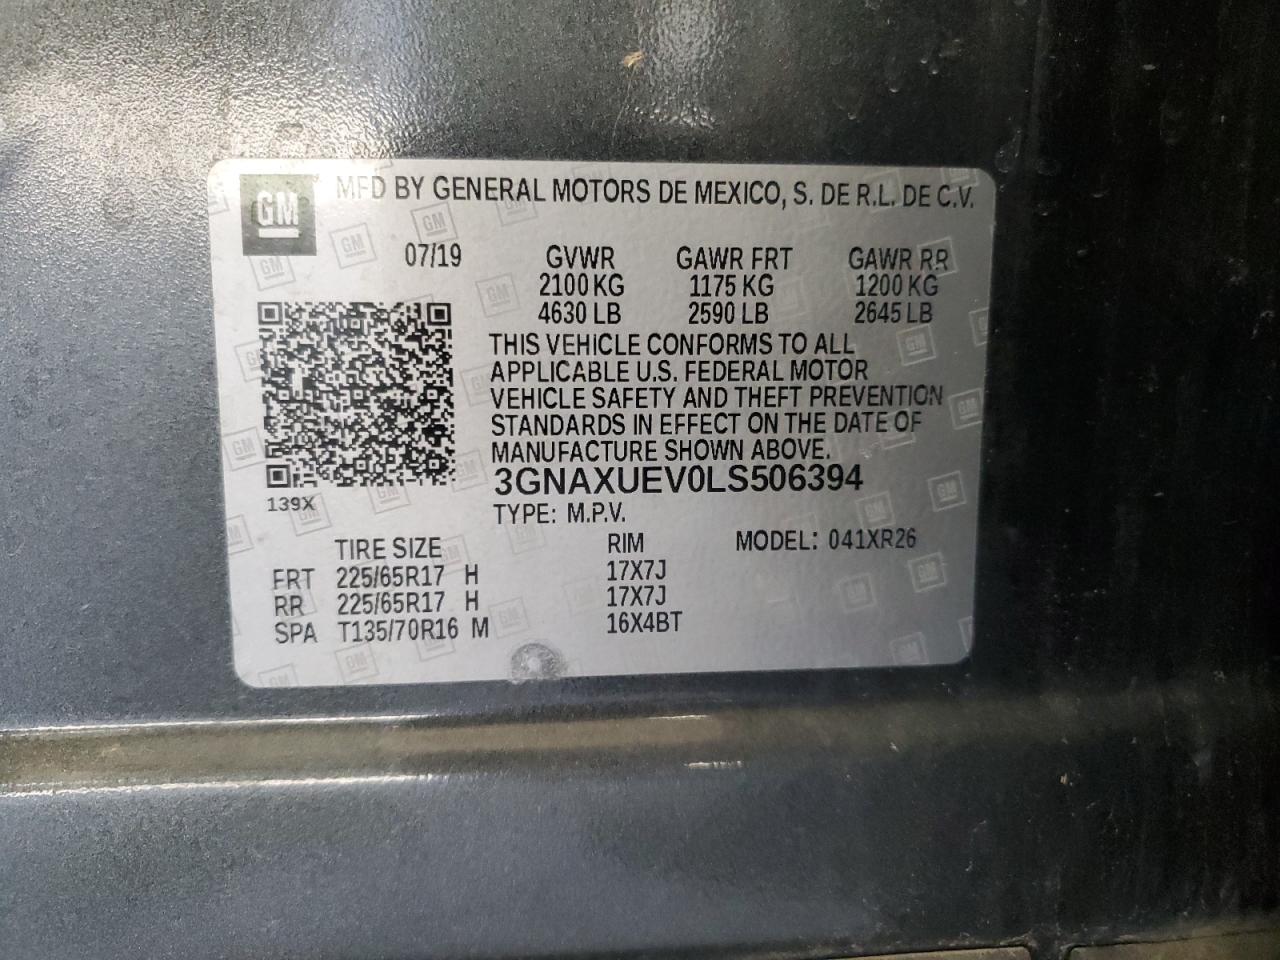 GM MFD BY GENERAL MOTORS DE MEXICO, S. DE R.L. DE C.V.
07/19 GVWR GAWR FRT GAWR RR
2100 KG 1175 KG 1200 KG
4630 LB 2590 LB 2645 LB
THIS VEHICLE CONFORMS TO ALL
APPLICABLE U.S. FEDERAL MOTOR
VEHICLE SAFETY AND THEFT PREVENTION
STANDARDS IN EFFECT ON THE DATE OF
MANUFACTURE SHOWN ABOVE.
3GNAXUEV0LS506394
139X
TYPE: M.P.V.
TIRE SIZE RIM MODEL: 041XR26
FRT 225/65R17 H 17X7J
RR 225/65R17 H 17X7J
SPA T135/70R16 M 16X4BT